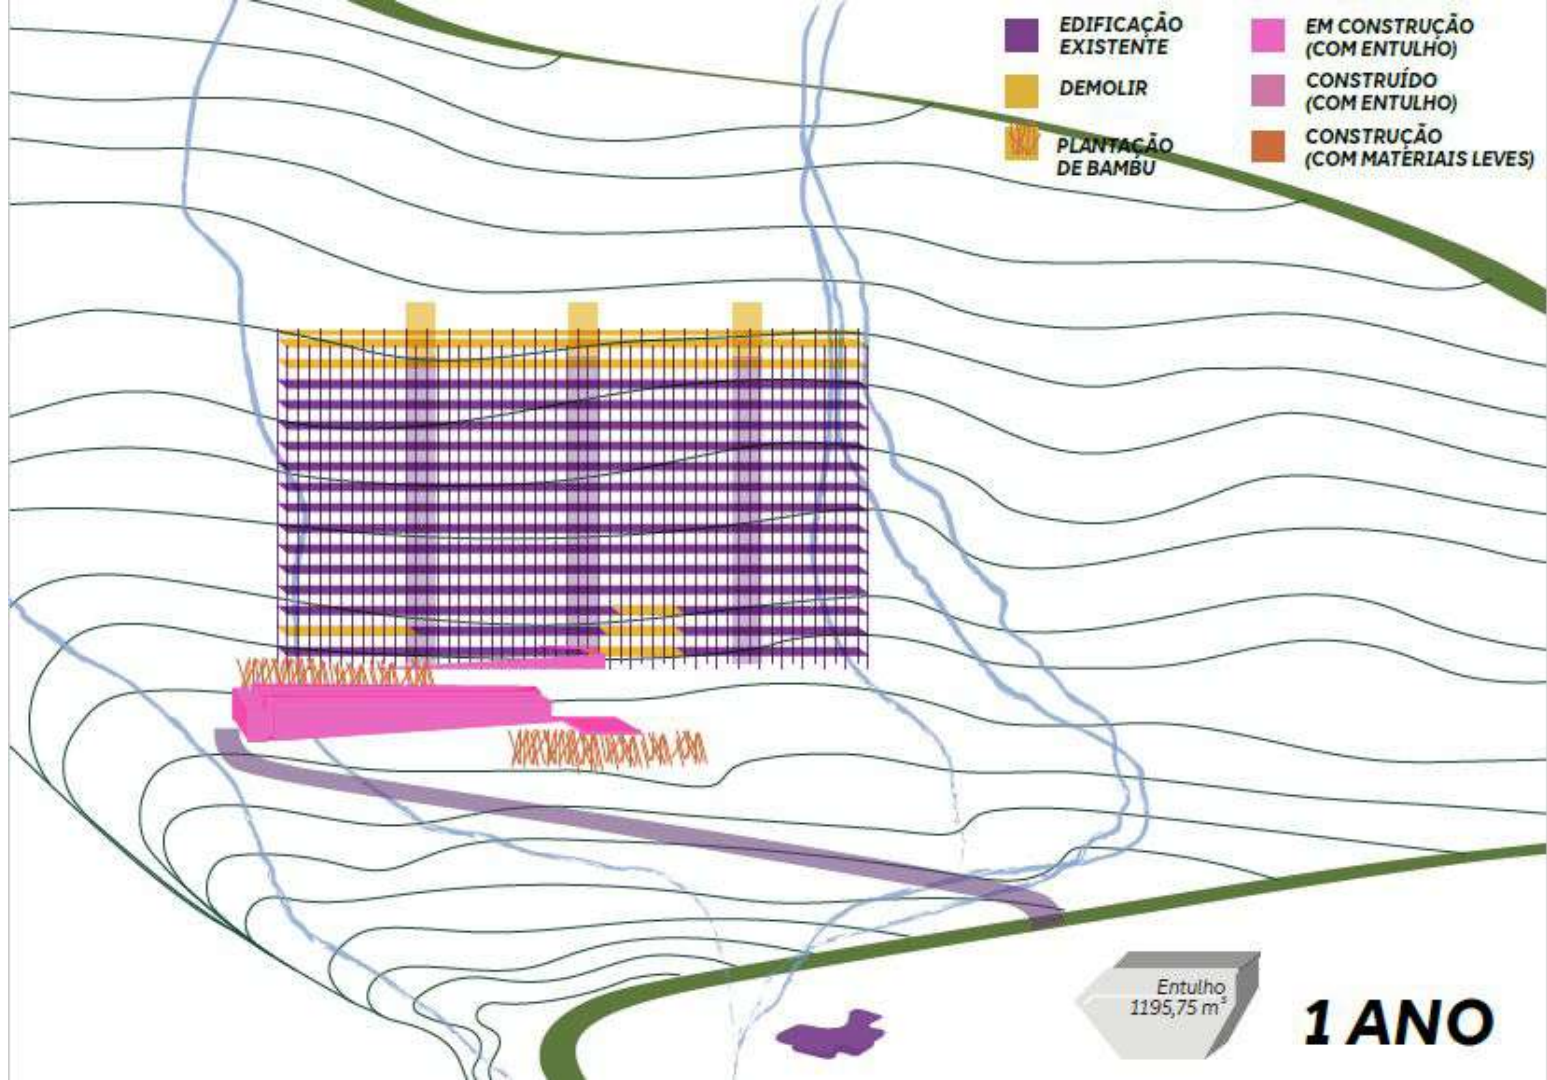 EDIFICAÇÃO
EXISTENTE
DEMOLIR
PLANTAÇÃO
DE BAMBU
EM CONSTRUÇÃO
(COM ENTULHO)
CONSTRUÍDO
(COM ENTULHO)
CONSTRUÇÃO
(COM MATERIAIS LEVES)
Entulho
1195,75 m³
1 ANO